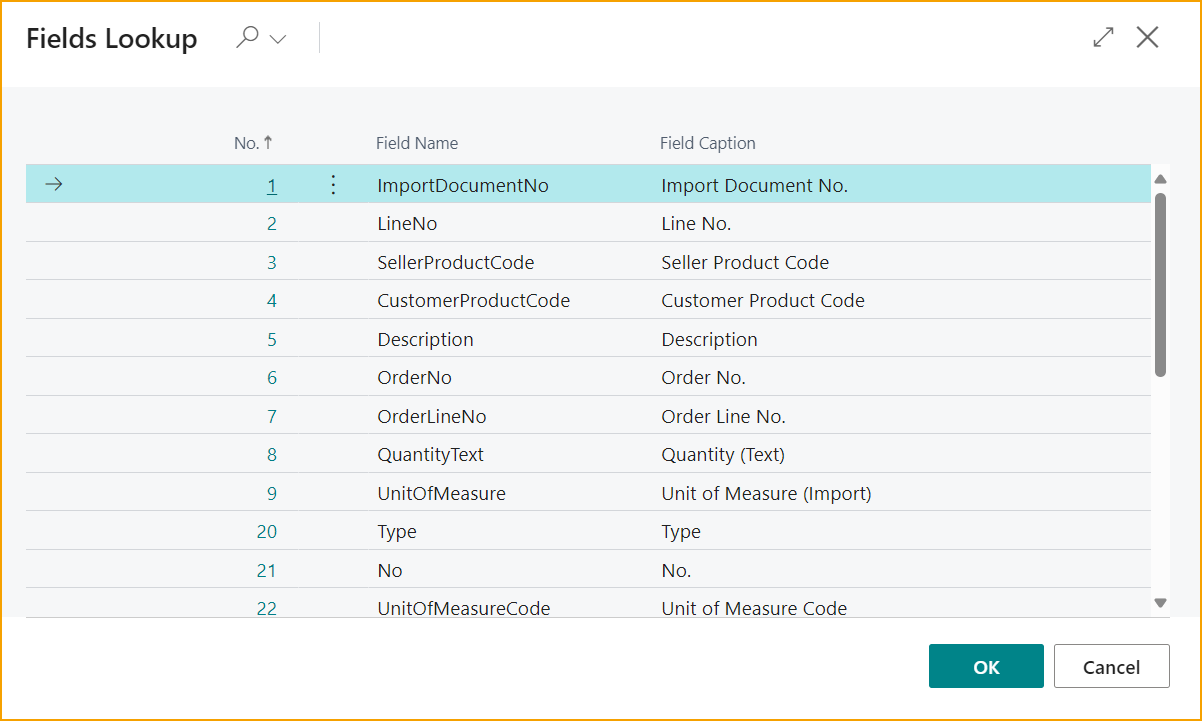 Fields Lookup
No. ↑ Field Name Field Caption
1 ImportDocumentNo Import Document No.
2 LineNo Line No.
3 SellerProductCode Seller Product Code
4 CustomerProductCode Customer Product Code
5 Description Description
6 OrderNo Order No.
7 OrderLineNo Order Line No.
8 QuantityText Quantity (Text)
9 UnitOfMeasure Unit of Measure (Import)
20 Type Type
21 No No.
22 UnitOfMeasureCode Unit of Measure Code
OK Cancel